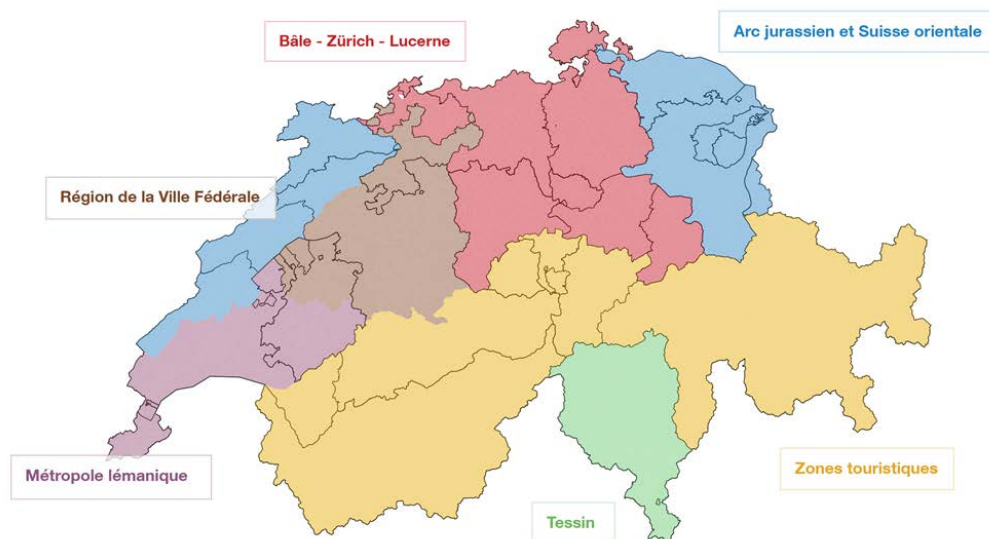 Bâle - Zürich - Lucerne
Arc jurassien et Suisse orientale
Région de la Ville Fédérale
Métropole lémanique
Zones touristiques
Tessin